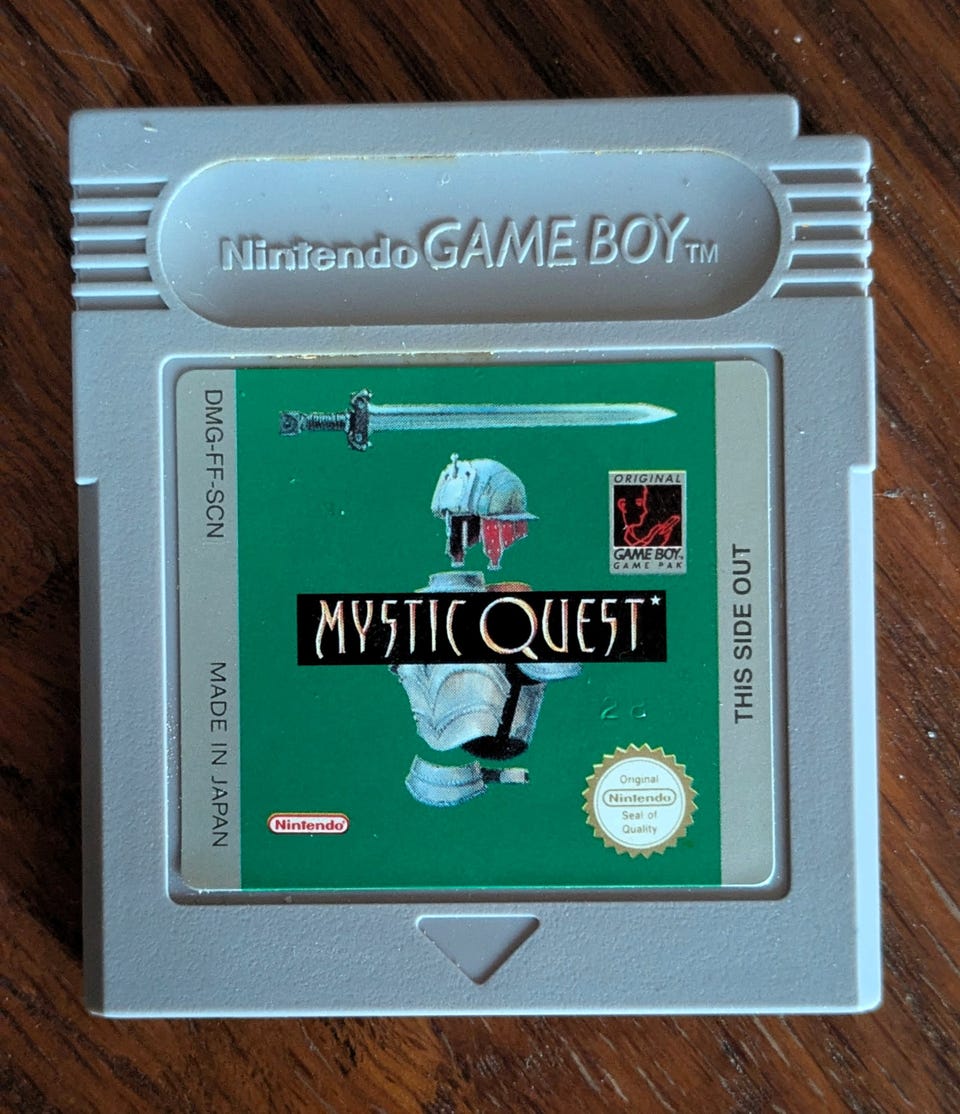 Nintendo GAME BOY TM
DMG-FF-SCN
MADE IN JAPAN
ORIGINAL
GAME BOY
GAME PAK
MYSTIC QUEST*
THIS SIDE OUT
Nintendo®
Original
Nintendo
Seal of
Quality